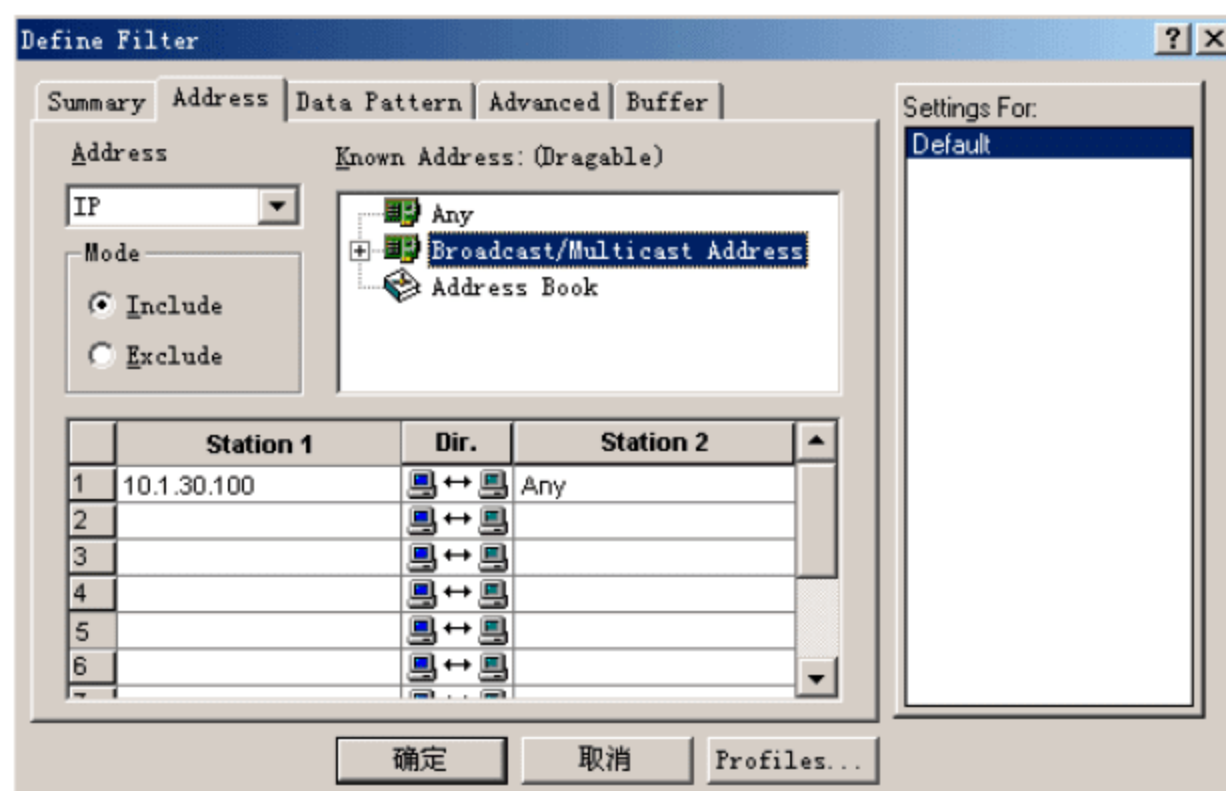 Define Filter
Summary Address Data Pattern Advanced Buffer
Settings For:
Default
Address
Known Address: (Dragable)
IP
Any
Broadcast/Multicast Address
Address Book
Mode
Include
Exclude
Station 1 Dir. Station 2
1 10.1.30.100 Any
2
3
4
5
6
确定 取消 Profiles...